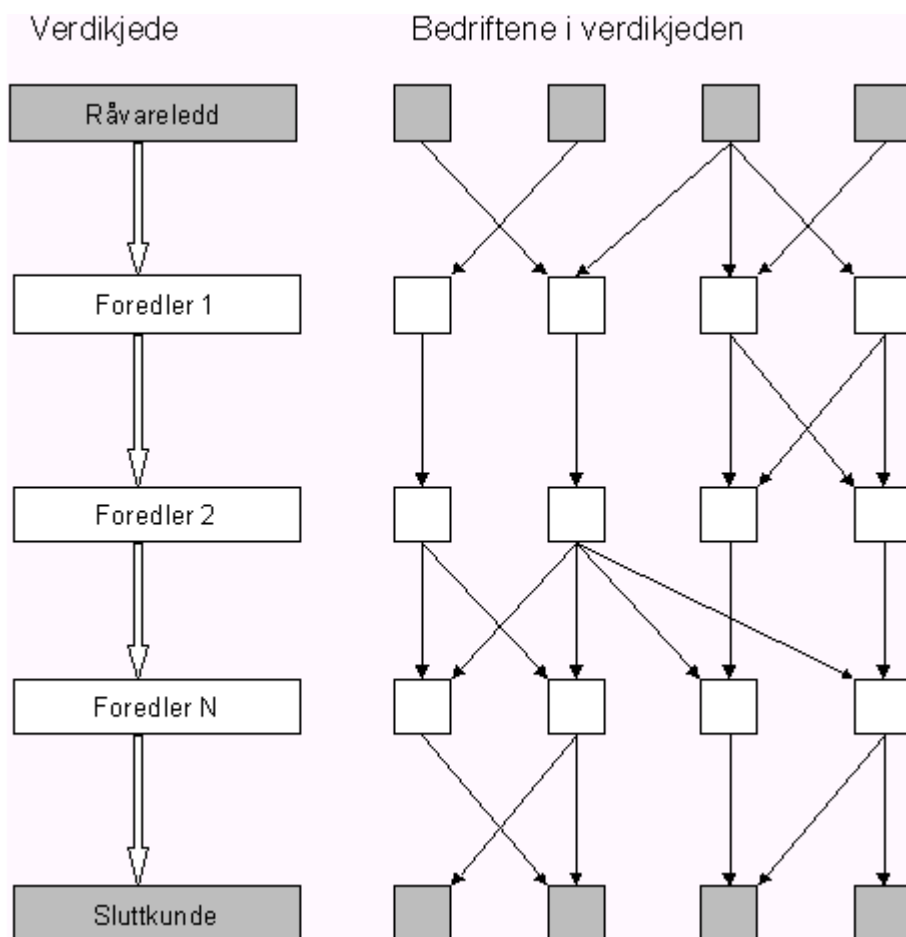 Verdikjede
Bedriftene i verdikjeden
Råvareledd
Foredler 1
Foredler 2
Foredler N
Sluttkunde